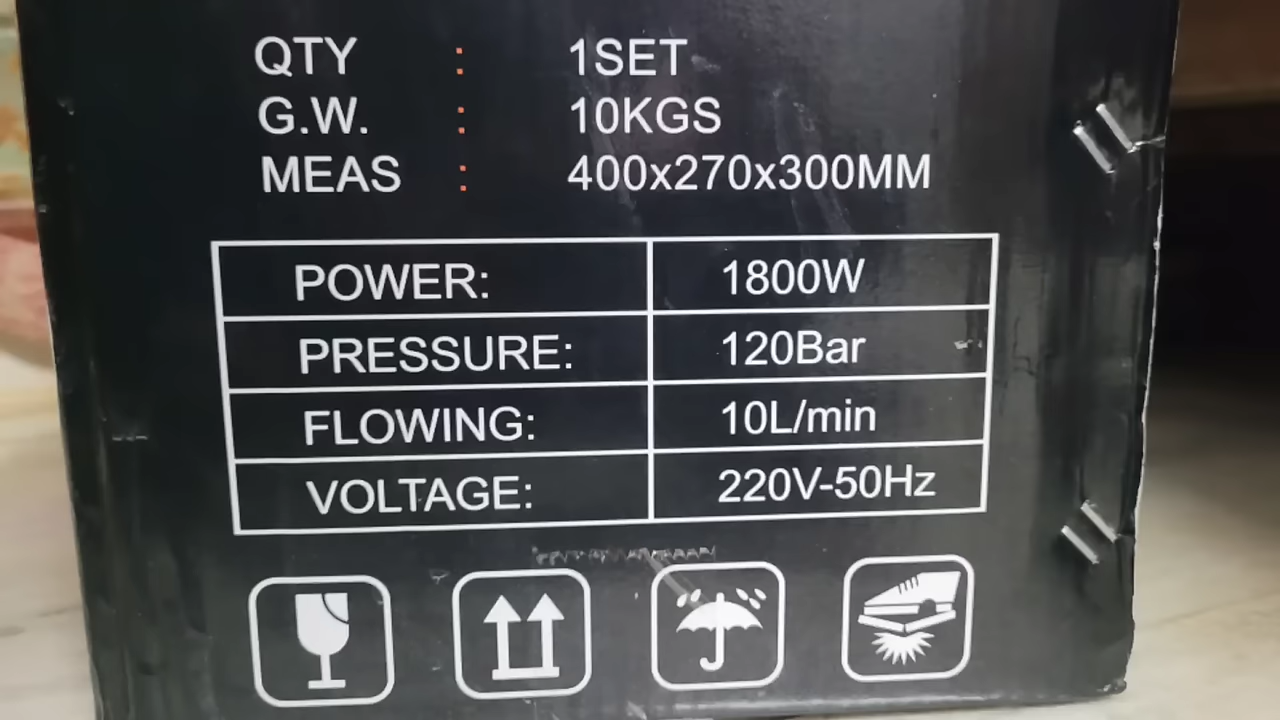 QTY : 1SET
G.W. : 10KGS
MEAS : 400x270x300MM
POWER: 1800W
PRESSURE: 120Bar
FLOWING: 10L/min
VOLTAGE: 220V-50Hz